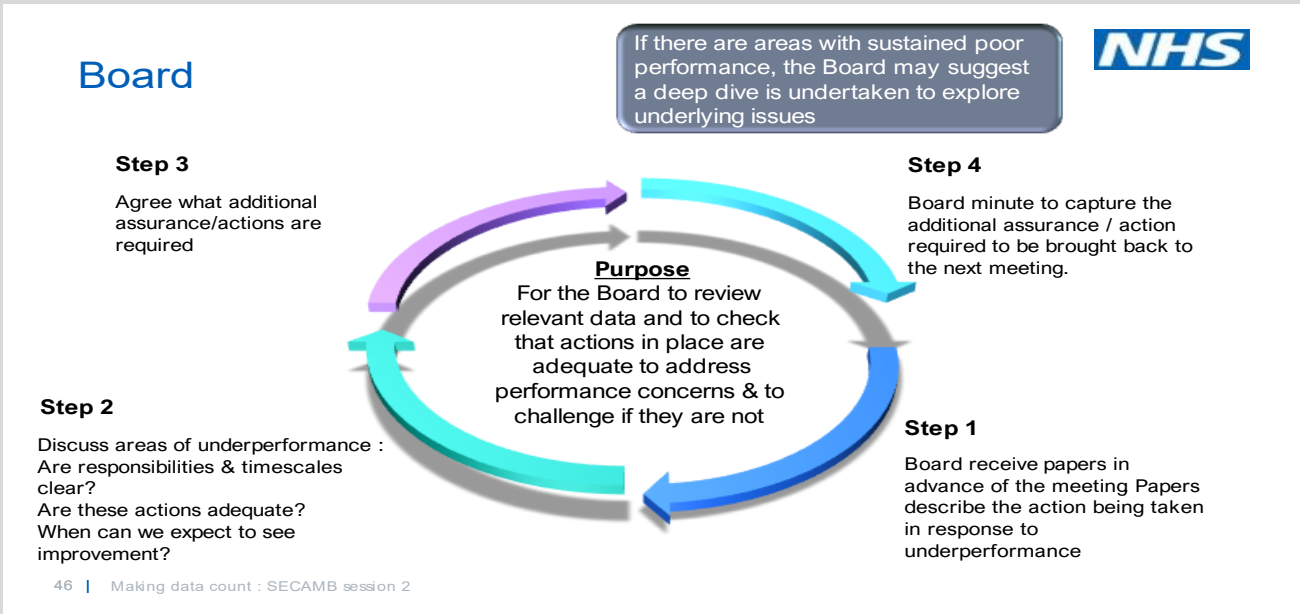 Board
If there are areas with sustained poor
performance, the Board may suggest
a deep dive is undertaken to explore
underlying issues
NHS
Step 3
Agree what additional
assurance/actions are
required
Step 4
Board minute to capture the
additional assurance / action
required to be brought back to
the next meeting.
Purpose
For the Board to review
relevant data and to check
that actions in place are
adequate to address
performance concerns & to
challenge if they are not
Step 2
Discuss areas of underperformance :
Are responsibilities & timescales
clear?
Are these actions adequate?
When can we expect to see
improvement?
Step 1
Board receive papers in
advance of the meeting Papers
describe the action being taken
in response to
underperformance
46 | Making data count : SECAMB session 2